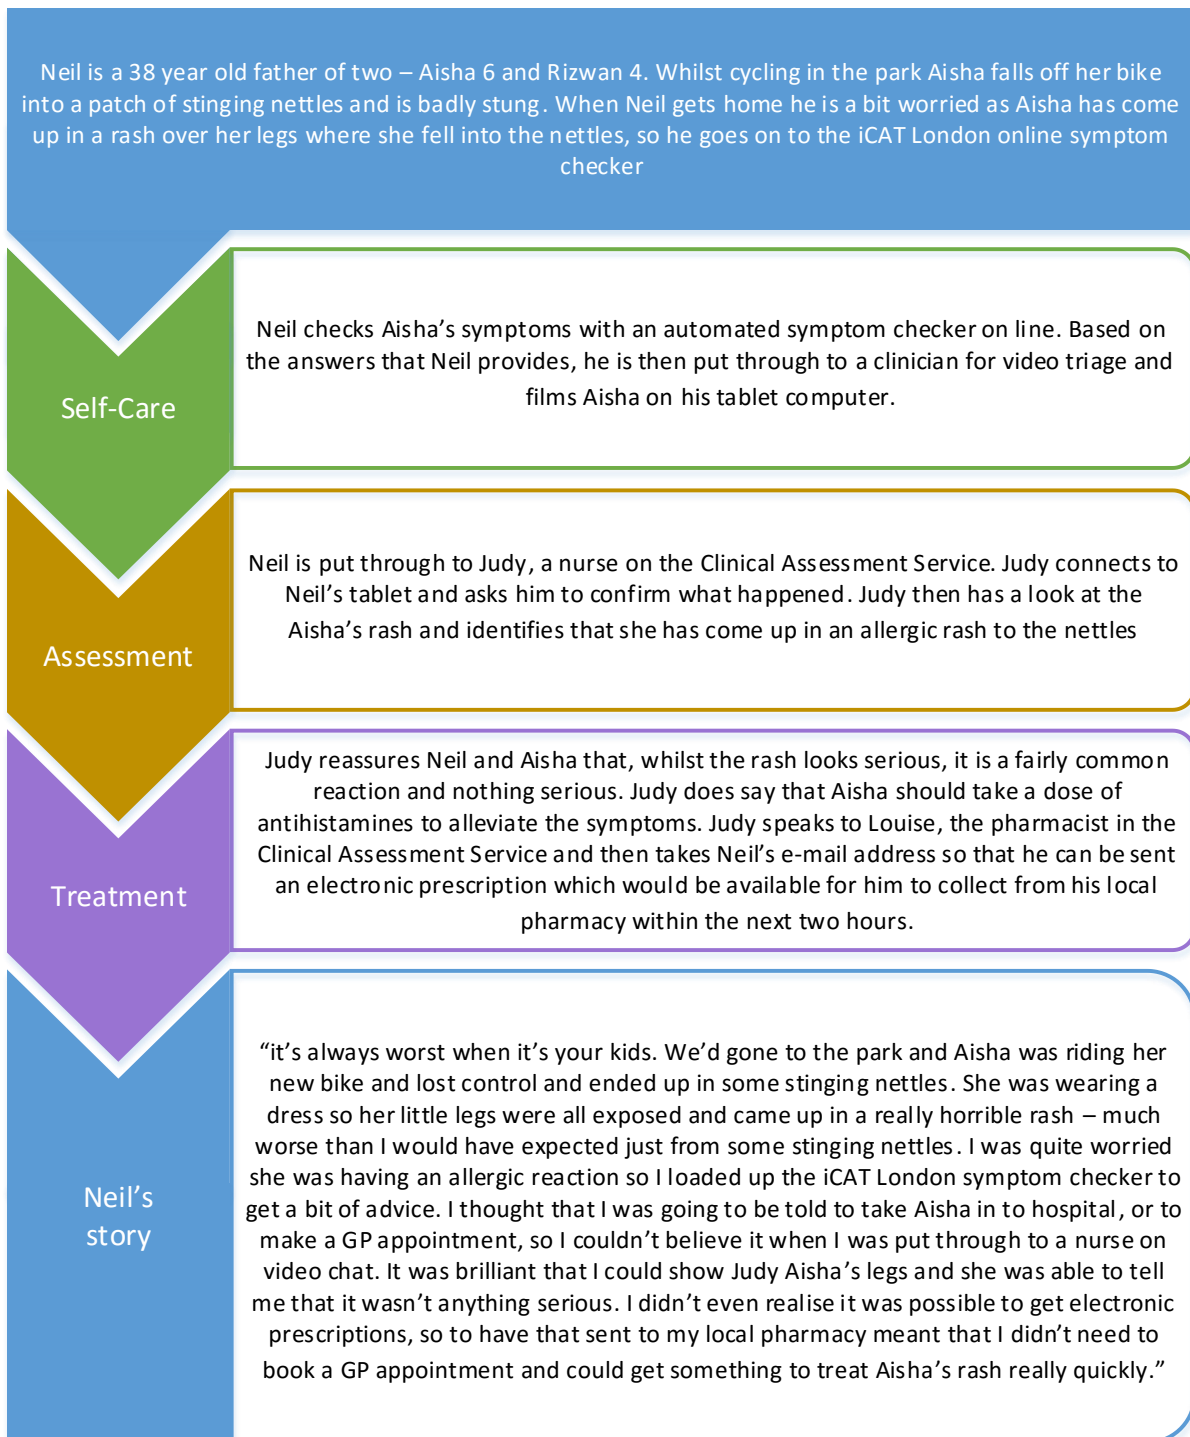 Neil is a 38 year old father of two – Aisha 6 and Rizwan 4. Whilst cycling in the park Aisha falls off her bike
into a patch of stinging nettles and is badly stung. When Neil gets home he is a bit worried as Aisha has come
up in a rash over her legs where she fell into the nettles, so he goes on to the iCAT London online symptom
checker
Self-Care
Neil checks Aisha’s symptoms with an automated symptom checker on line. Based on
the answers that Neil provides, he is then put through to a clinician for video triage and
films Aisha on his tablet computer.
Assessment
Neil is put through to Judy, a nurse on the Clinical Assessment Service. Judy connects to
Neil’s tablet and asks him to confirm what happened. Judy then has a look at the
Aisha’s rash and identifies that she has come up in an allergic rash to the nettles
Treatment
Judy reassures Neil and Aisha that, whilst the rash looks serious, it is a fairly common
reaction and nothing serious. Judy does say that Aisha should take a dose of
antihistamines to alleviate the symptoms. Judy speaks to Louise, the pharmacist in the
Clinical Assessment Service and then takes Neil’s e-mail address so that he can be sent
an electronic prescription which would be available for him to collect from his local
pharmacy within the next two hours.
Neil’s
story
“it’s always worst when it’s your kids. We’d gone to the park and Aisha was riding her
new bike and lost control and ended up in some stinging nettles. She was wearing a
dress so her little legs were all exposed and came up in a really horrible rash – much
worse than I would have expected just from some stinging nettles. I was quite worried
she was having an allergic reaction so I loaded up the iCAT London symptom checker to
get a bit of advice. I thought that I was going to be told to take Aisha in to hospital, or to
make a GP appointment, so I couldn’t believe it when I was put through to a nurse on
video chat. It was brilliant that I could show Judy Aisha’s legs and she was able to tell
me that it wasn’t anything serious. I didn’t even realise it was possible to get electronic
prescriptions, so to have that sent to my local pharmacy meant that I didn’t need to
book a GP appointment and could get something to treat Aisha’s rash really quickly.”